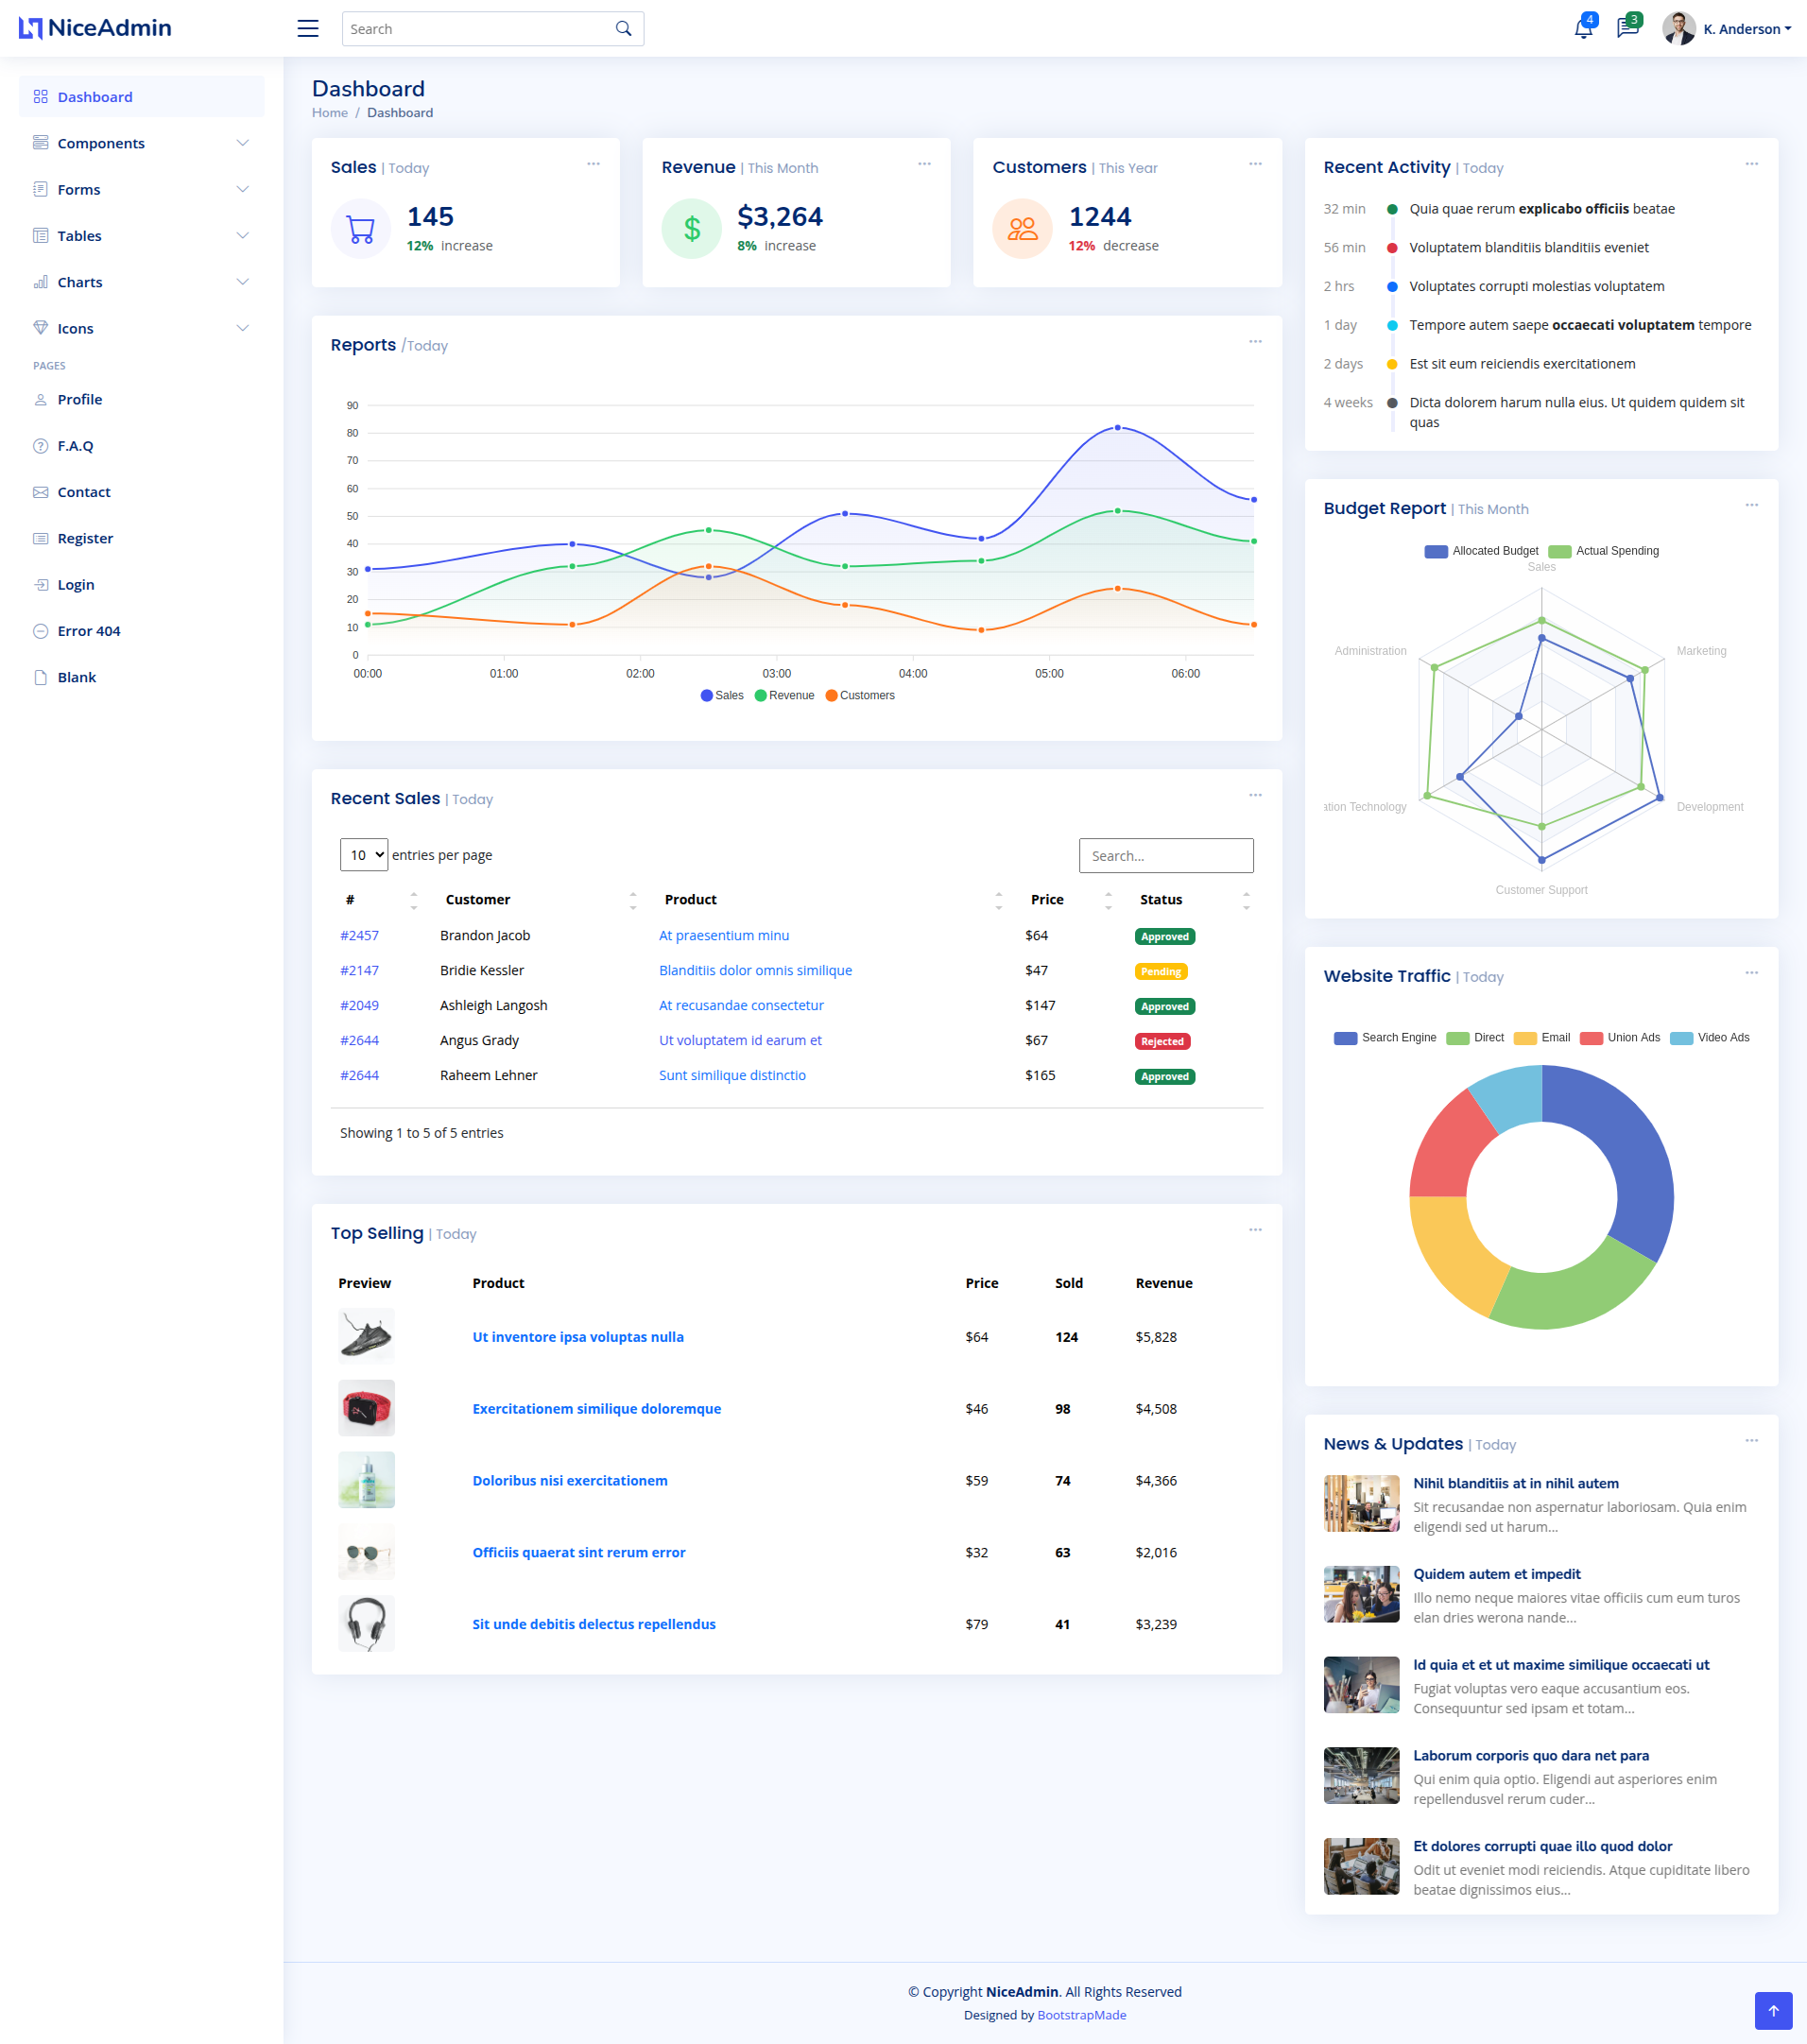 NiceAdmin
Search
4
3
K. Anderson
Dashboard
Components
Forms
Tables
Charts
Icons
PAGES
Profile
F.A.Q
Contact
Register
Login
Error 404
Blank
Dashboard
Home / Dashboard
Sales | Today
145
12% increase
Revenue | This Month
$
$3,264
8% increase
Customers | This Year
1244
12% decrease
Reports /Today
90
80
70
60
50
40
30
20
10
0
00:00 01:00 02:00 03:00 04:00 05:00 06:00
Sales Revenue Customers
Recent Sales | Today
10 entries per page
Search...
# Customer Product Price Status
#2457 Brandon Jacob At praesentium minu $64 Approved
#2147 Bridie Kessler Blanditiis dolor omnis similique $47 Pending
#2049 Ashleigh Langosh At recusandae consectetur $147 Approved
#2644 Angus Grady Ut voluptatem id earum et $67 Rejected
#2644 Raheem Lehner Sunt similique distinctio $165 Approved
Showing 1 to 5 of 5 entries
Top Selling | Today
Preview Product Price Sold Revenue
Ut inventore ipsa voluptas nulla $64 124 $5,828
Exercitationem similique doloremque $46 98 $4,508
Doloribus nisi exercitationem $59 74 $4,366
Officiis quaerat sint rerum error $32 63 $2,016
Sit unde debitis delectus repellendus $79 41 $3,239
Recent Activity | Today
32 min Quia quae rerum explicabo officiis beatae
56 min Voluptatem blanditiis blanditiis eveniet
2 hrs Voluptates corrupti molestias voluptatem
1 day Tempore autem saepe occaecati voluptatem tempore
2 days Est sit eum reiciendis exercitationem
4 weeks Dicta dolorem harum nulla eius. Ut quidem quidem sit
quas
Budget Report | This Month
Allocated Budget Actual Spending
Sales
Administration Marketing
ation Technology Development
Customer Support
Website Traffic | Today
Search Engine Direct Email Union Ads Video Ads
News & Updates | Today
Nihil blanditiis at in nihil autem
Sit recusandae non aspernatur laboriosam. Quia enim
eligendi sed ut harum...
Quidem autem et impedit
Illo nemo neque maiores vitae officiis cum eum turos
elan dries werona nande...
Id quia et et ut maxime similique occaecati ut
Fugiat voluptas vero eaque accusantium eos.
Consequuntur sed ipsam et totam...
Laborum corporis quo dara net para
Qui enim quia optio. Eligendi aut asperiores enim
repellendusvel rerum cuder...
Et dolores corrupti quae illo quod dolor
Odit ut eveniet modi reiciendis. Atque cupiditate libero
beatae dignissimos eius...
© Copyright NiceAdmin. All Rights Reserved
Designed by BootstrapMade